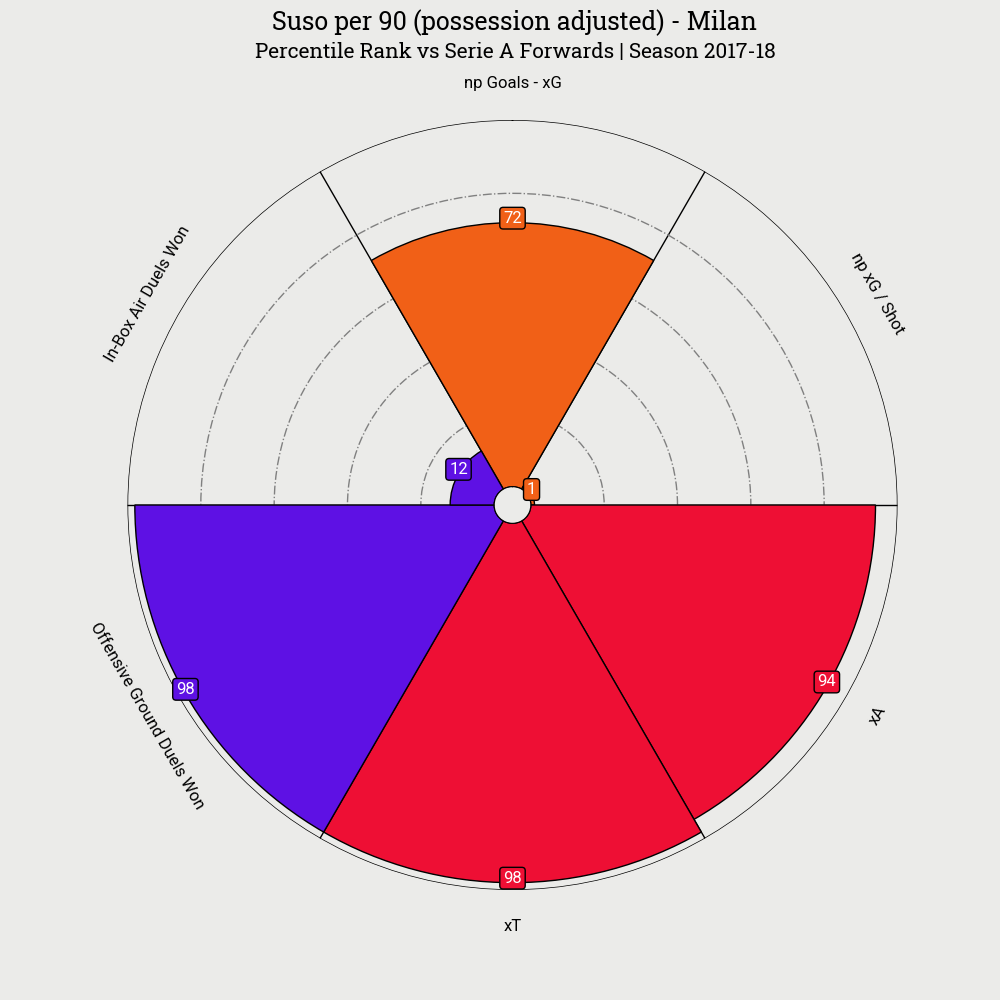 Suso per 90 (possession adjusted) - Milan
Percentile Rank vs Serie A Forwards | Season 2017-18
np Goals - xG
72
In-Box Air Duels Won
np xG / Shot
12
1
98
94
Offensive Ground Duels Won
xA
98
xT